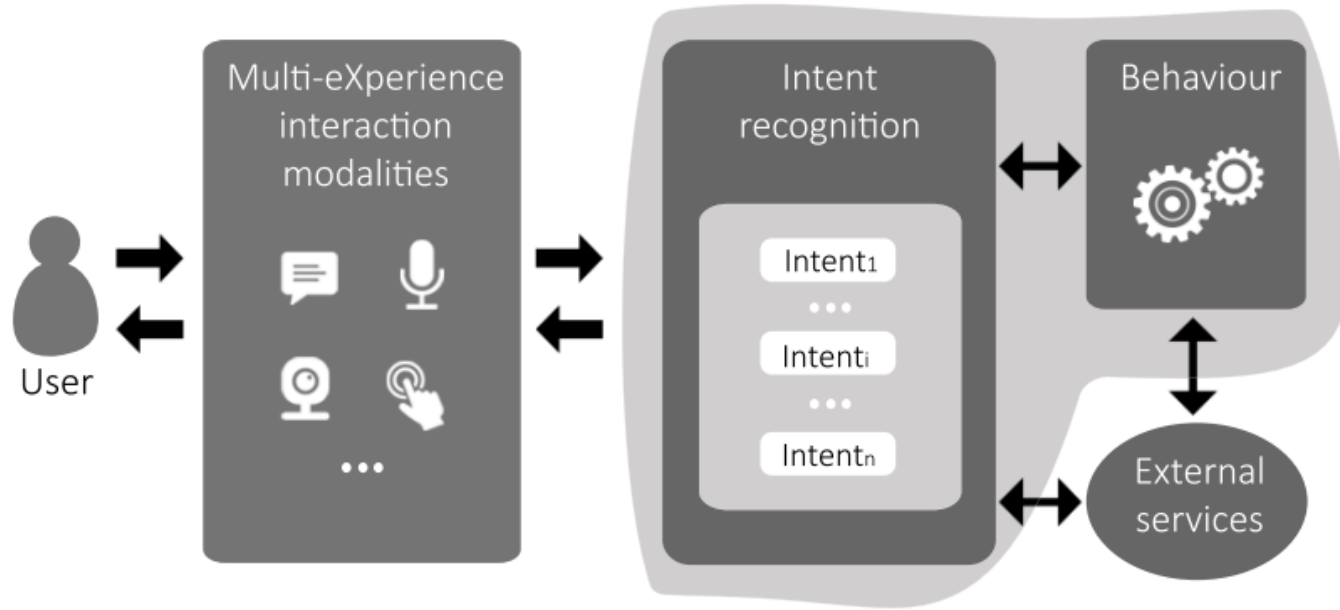 Multi-eXperience
interaction
modalities
User
Intent
recognition
Intent₁
Intentᵢ
Intentₙ
Behaviour
External
services